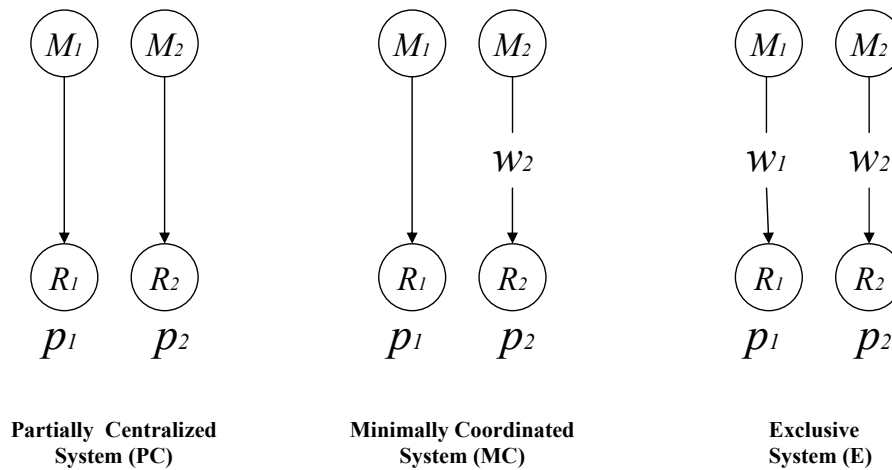 M1 M2 M1 M2 M1 M2
w2 w1 w2
R1 R2 R1 R2 R1 R2
p1 p2 p1 p2 p1 p2
Partially Centralized Minimally Coordinated Exclusive
System (PC) System (MC) System (E)